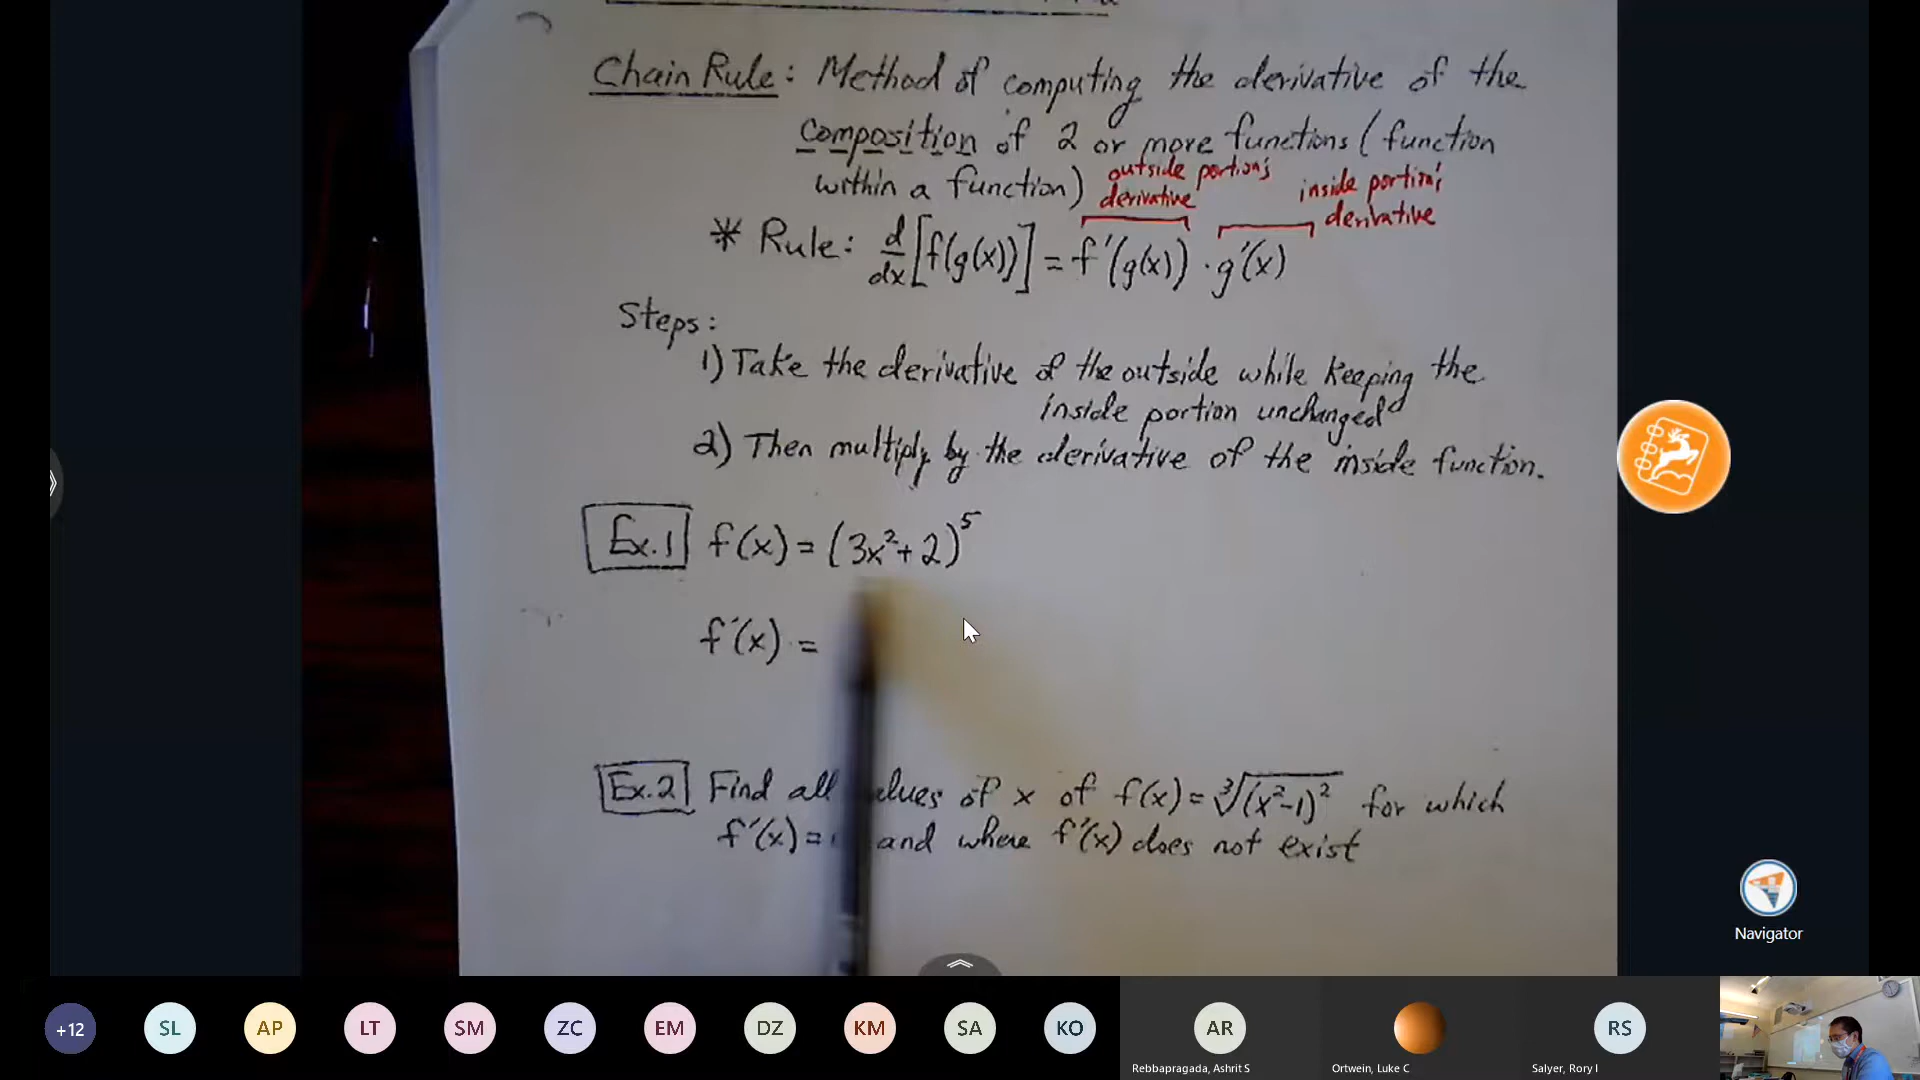 Chain Rule: Method of computing the derivative of the
composition of 2 or more functions (function
within a function)
outside portion's
derivative
inside portion's
derivative
* Rule: d/dx [f(g(x))] = f'(g(x)) · g'(x)
Steps:
1) Take the derivative of the outside while keeping the
inside portion unchanged
2) Then multiply by the derivative of the inside function.
Ex.1 f(x) = (3x²+2)⁵
f'(x) =
Ex.2 Find all of x of f(x) = ∛(x²-1)² for which
f'(x) = and where f'(x) does not exist
Navigator
+12 SL AP LT SM ZC EM DZ KM SA KO AR RS
Rebbapragada, Ashrit S Ortwein, Luke C Salyer, Rory I